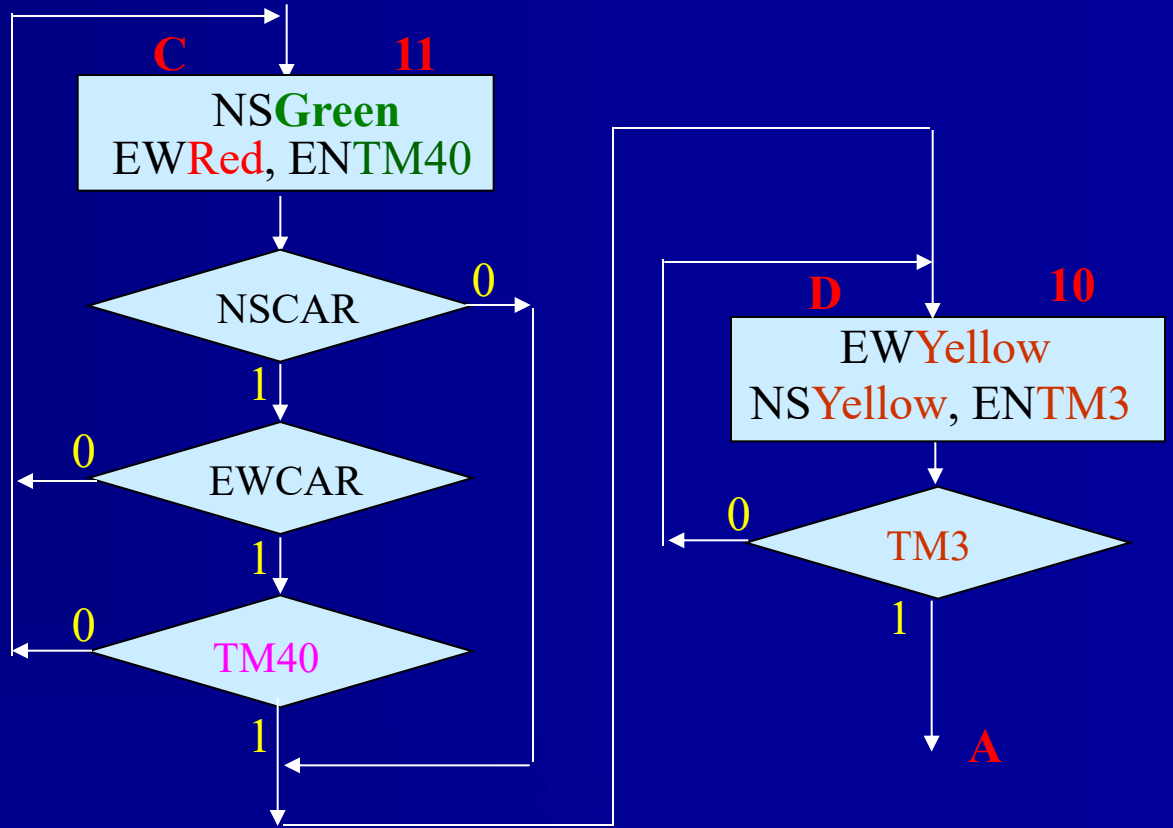 C 11
NSGreen
EWRed, ENTM40
NSCAR
0
1
EWCAR
0
1
TM40
0
1
D 10
EWYellow
NSYellow, ENTM3
TM3
0
1
A